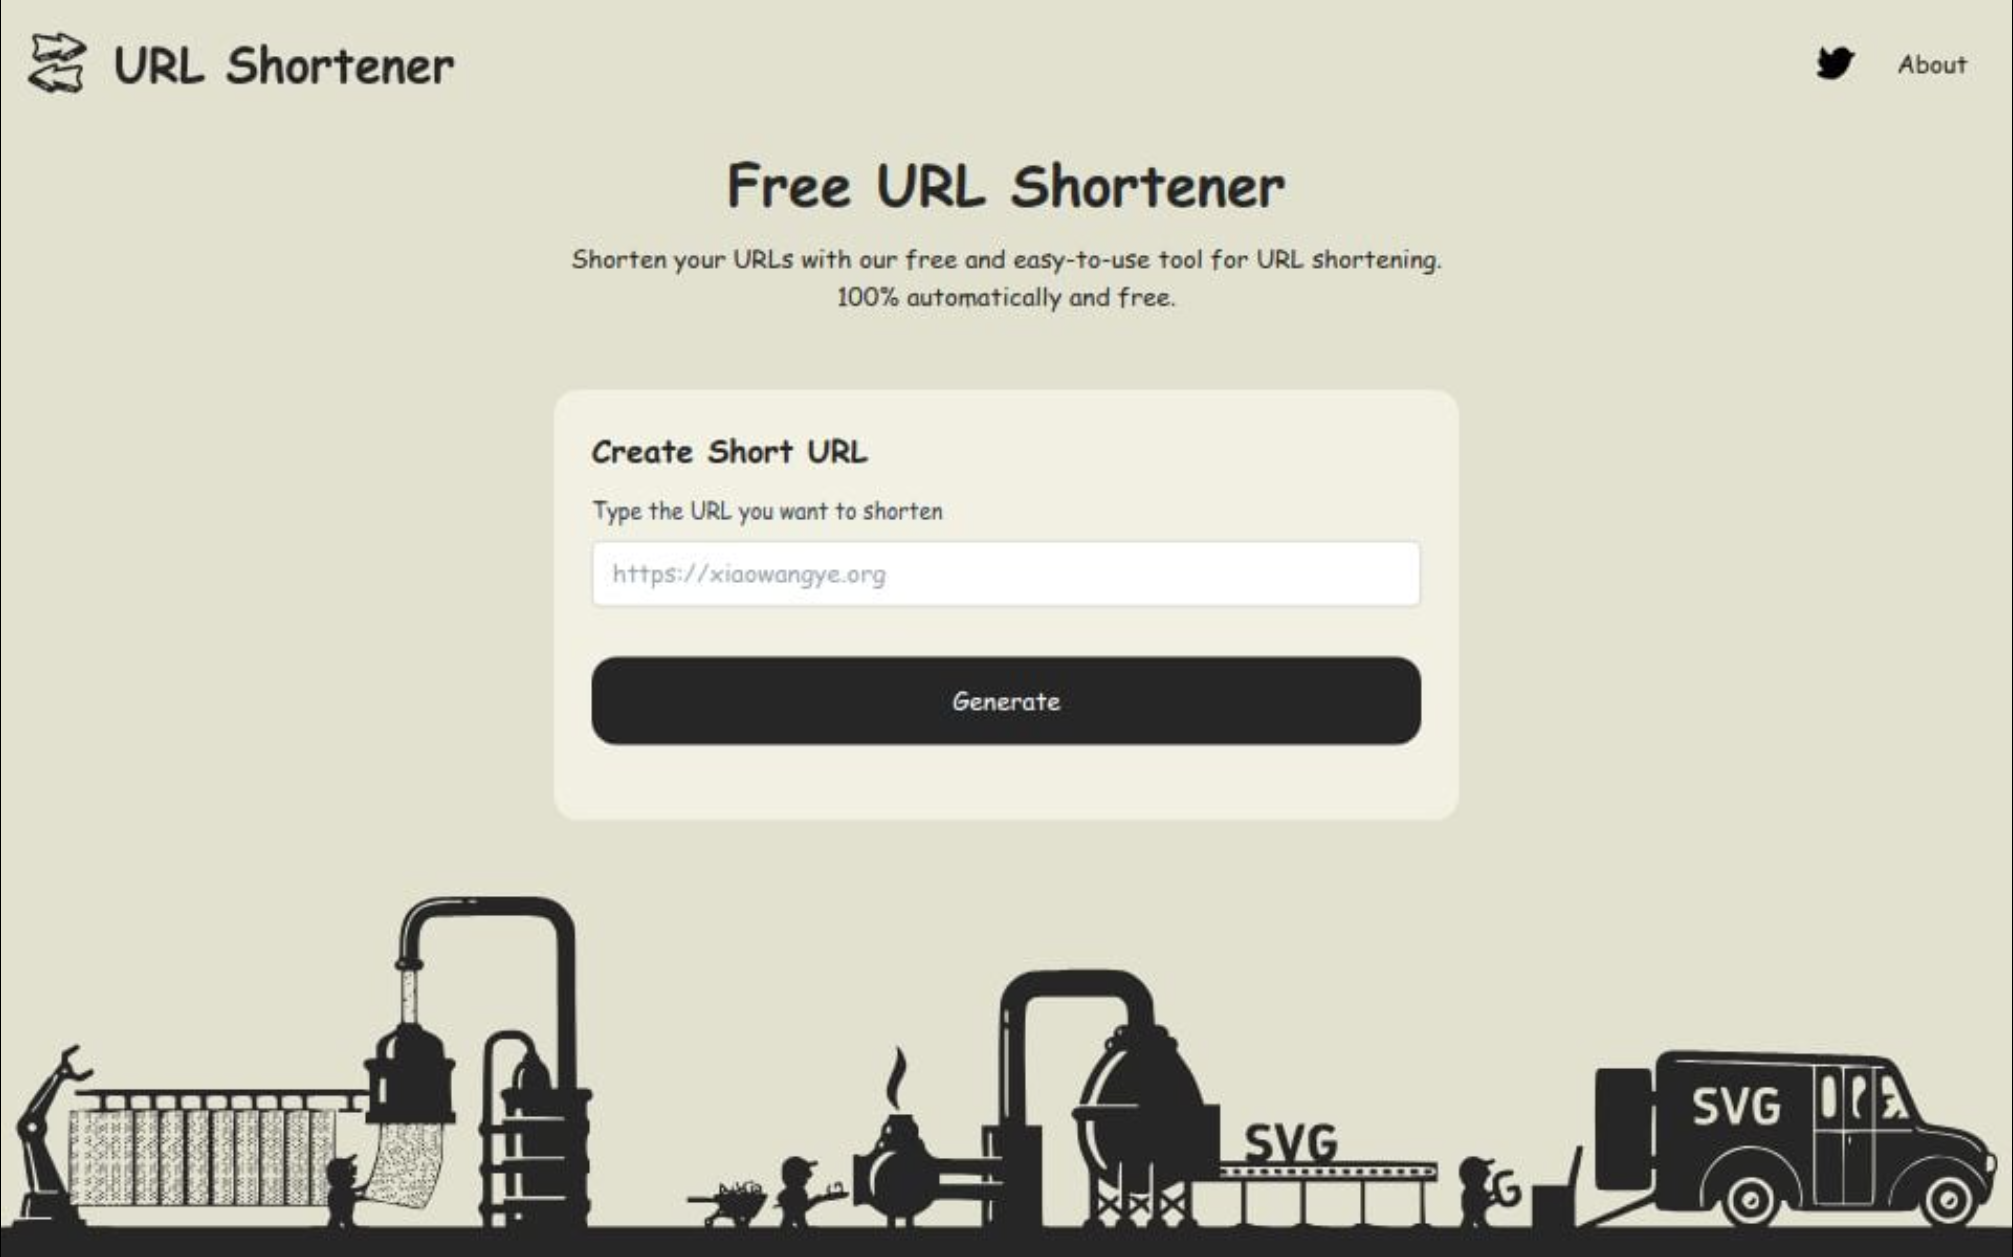 URL Shortener
About
Free URL Shortener
Shorten your URLs with our free and easy-to-use tool for URL shortening.
100% automatically and free.
Create Short URL
Type the URL you want to shorten
https://xiaowangye.org
Generate
SVG
SVG
G